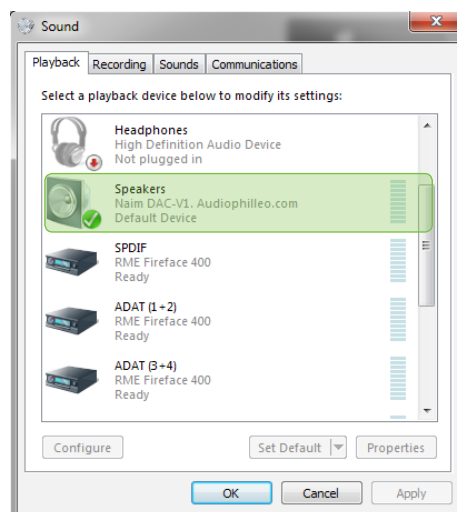 Sound
Playback Recording Sounds Communications
Select a playback device below to modify its settings:
Headphones
High Definition Audio Device
Not plugged in
Speakers
Naim DAC-V1. Audiophilleo.com
Default Device
SPDIF
RME Fireface 400
Ready
ADAT (1+2)
RME Fireface 400
Ready
ADAT (3+4)
RME Fireface 400
Ready
Configure Set Default Properties
OK Cancel Apply